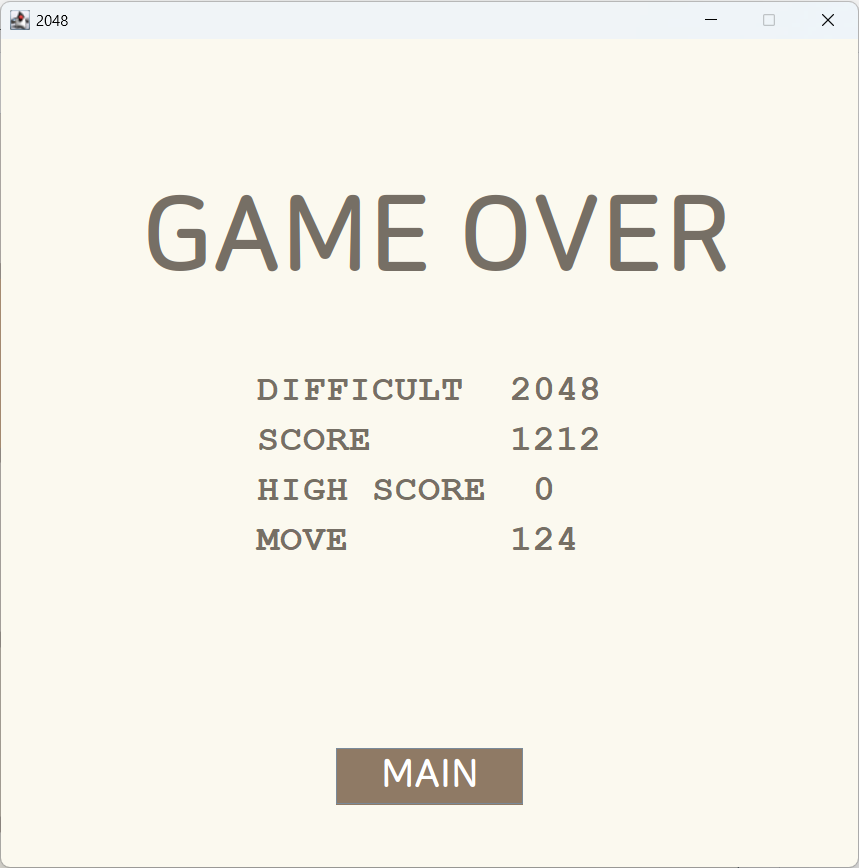 2048
GAME OVER
DIFFICULT 2048
SCORE 1212
HIGH SCORE 0
MOVE 124
MAIN